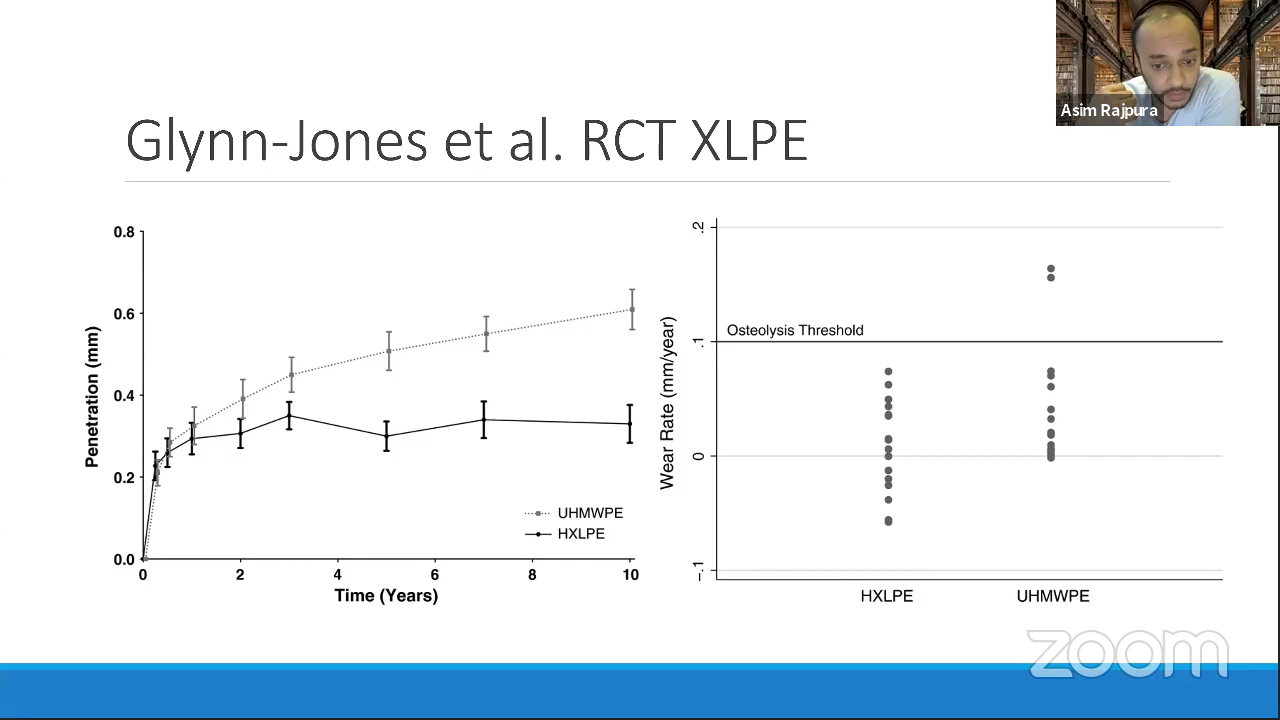 Asim Rajpura
Glynn-Jones et al. RCT XLPE
0.8
0.6
0.4
0.2
0.0
Penetration (mm)
0 2 4 6 8 10
Time (Years)
UHMWPE
HXLPE
.2
.1
0
-.1
Wear Rate (mm/year)
Osteolysis Threshold
HXLPE UHMWPE
zoom